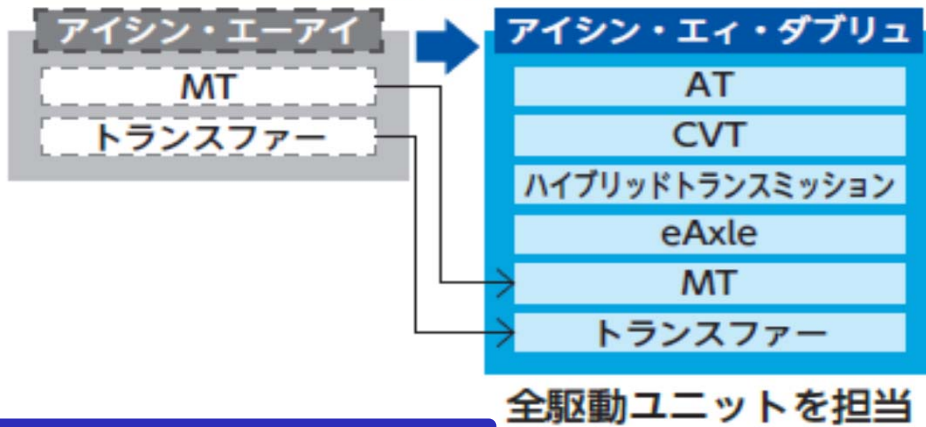 アイシン・エーアイ
MT
トランスファー
アイシン・エィ・ダブリュ
AT
CVT
ハイブリッドトランスミッション
eAxle
MT
トランスファー
全駆動ユニットを担当